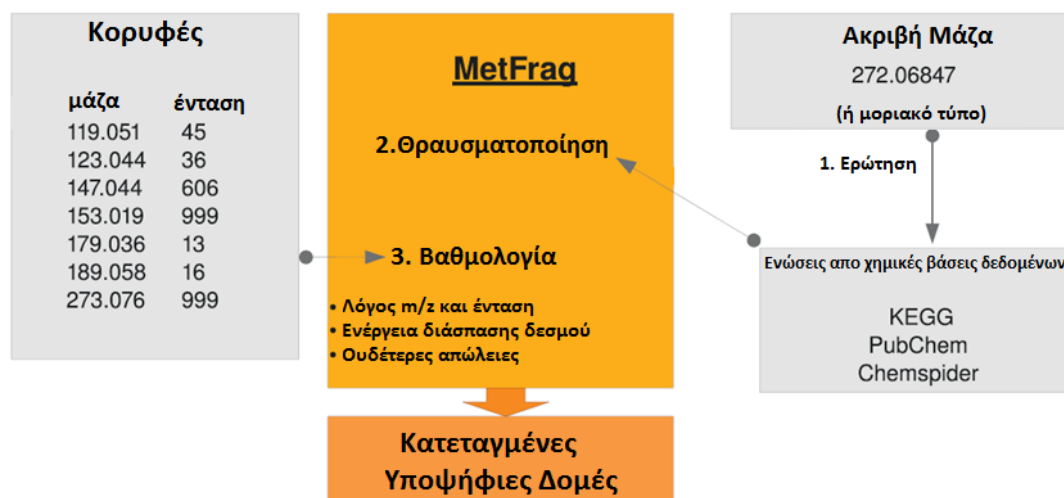 Κορυφές
μάζα ένταση
119.051 45
123.044 36
147.044 606
153.019 999
179.036 13
189.058 16
273.076 999
MetFrag
2.Θραυσματοποίηση
3. Βαθμολογία
• Λόγος m/z και ένταση
• Ενέργεια διάσπασης δεσμού
• Ουδέτερες απώλειες
Κατεταγμένες
Υποψήφιες Δομές
Ακριβή Μάζα
272.06847
(ή μοριακό τύπο)
1. Ερώτηση
Ενώσεις απο χημικές βάσεις δεδομένων
KEGG
PubChem
Chemspider